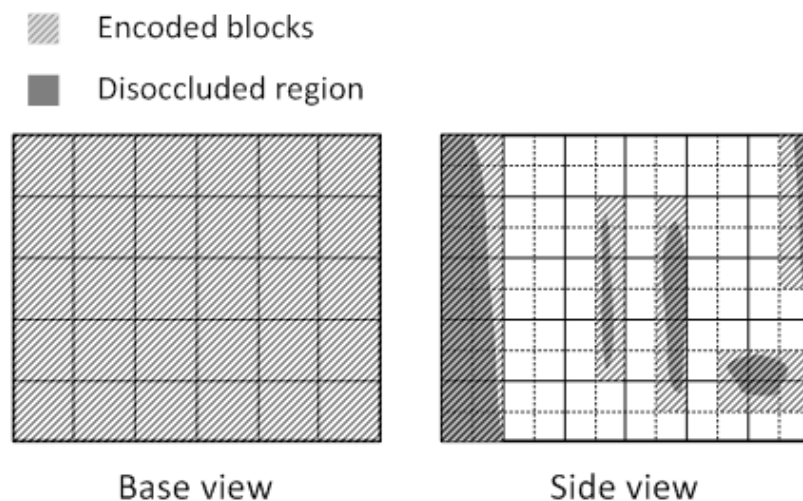 Encoded blocks
Disoccluded region
Base view
Side view